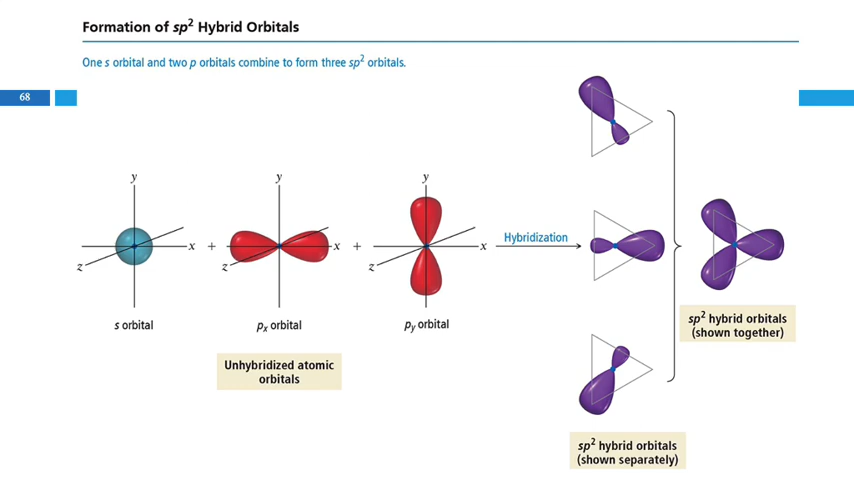 Formation of sp² Hybrid Orbitals
One s orbital and two p orbitals combine to form three sp² orbitals.
68
y
y
y
x
+
x
+
x
Hybridization
z
z
z
s orbital
pₓ orbital
p_y orbital
Unhybridized atomic
orbitals
sp² hybrid orbitals
(shown together)
sp² hybrid orbitals
(shown separately)